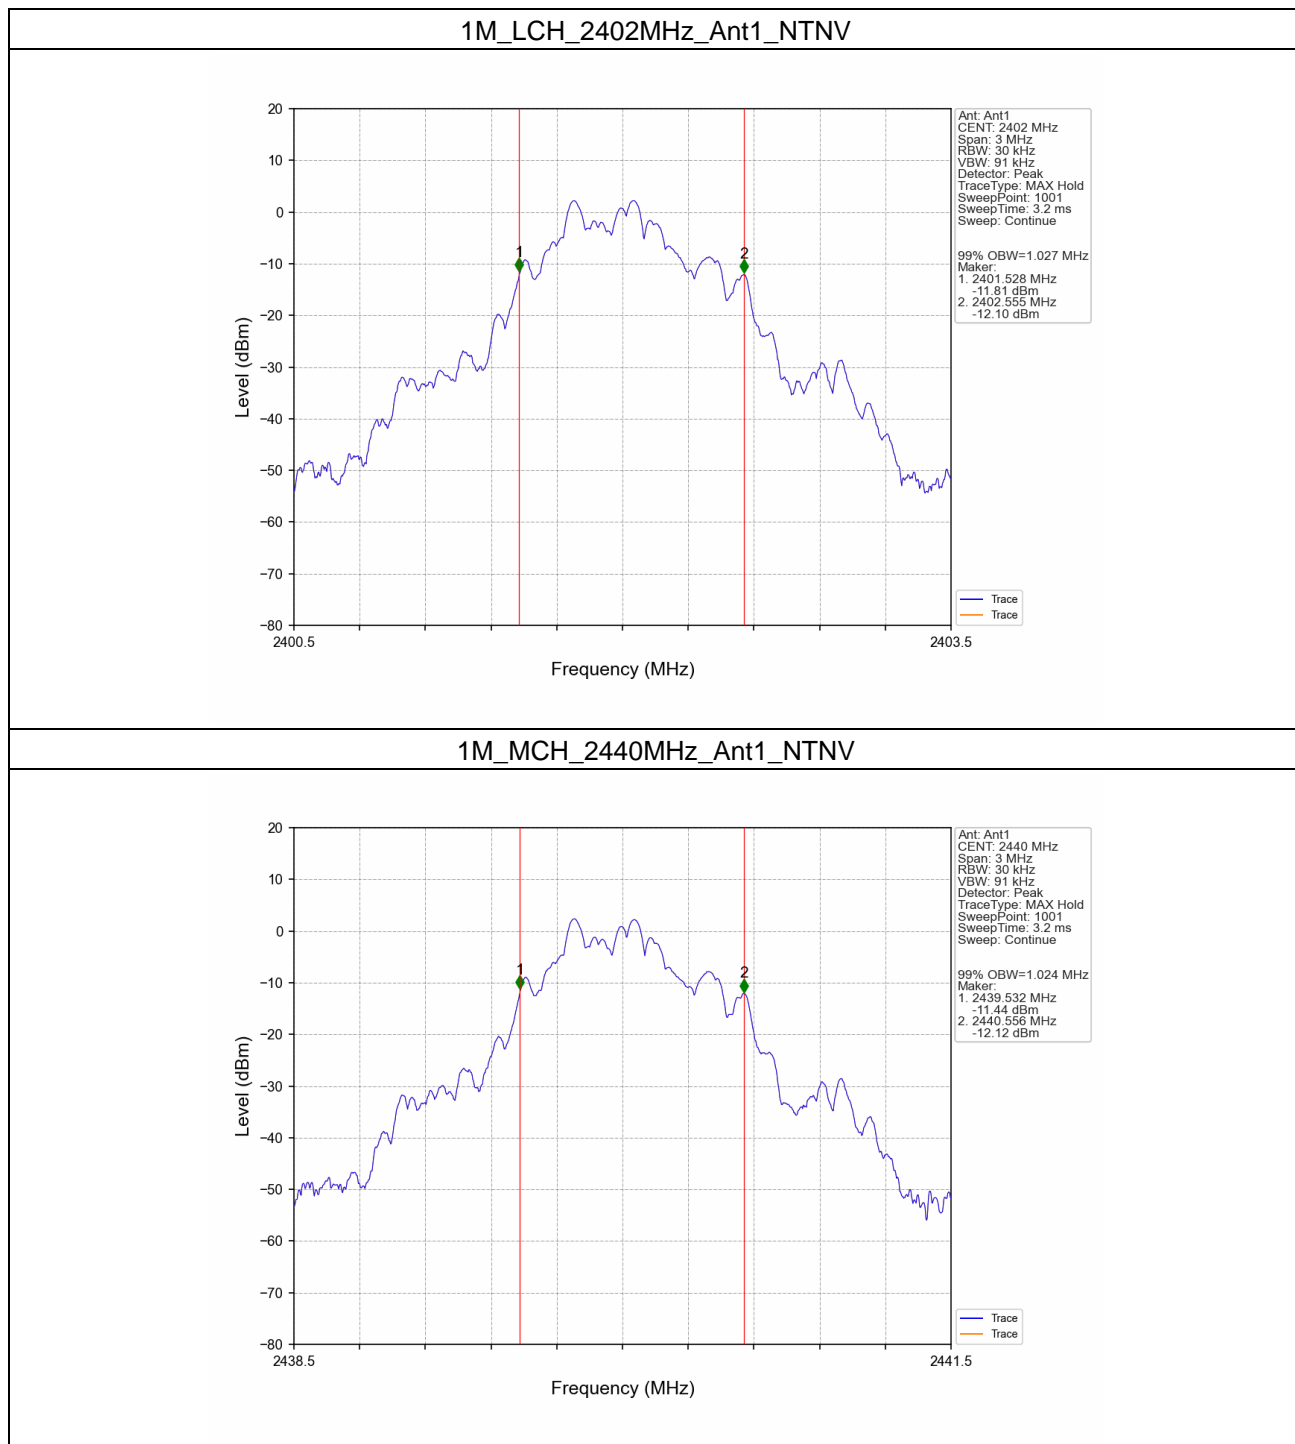 1M_LCH_2402MHz_Ant1_NTNV
20
10
0
−10
−20
−30
−40
−50
−60
−70
−80
Level (dBm)
1
2
2400.5
2403.5
Frequency (MHz)
Ant: Ant1
CENT: 2402 MHz
Span: 3 MHz
RBW: 30 kHz
VBW: 91 kHz
Detector: Peak
TraceType: MAX Hold
SweepPoint: 1001
SweepTime: 3.2 ms
Sweep: Continue
99% OBW=1.027 MHz
Maker:
1. 2401.528 MHz
-11.81 dBm
2. 2402.555 MHz
-12.10 dBm
Trace
Trace
1M_MCH_2440MHz_Ant1_NTNV
20
10
0
−10
−20
−30
−40
−50
−60
−70
−80
Level (dBm)
1
2
2438.5
2441.5
Frequency (MHz)
Ant: Ant1
CENT: 2440 MHz
Span: 3 MHz
RBW: 30 kHz
VBW: 91 kHz
Detector: Peak
TraceType: MAX Hold
SweepPoint: 1001
SweepTime: 3.2 ms
Sweep: Continue
99% OBW=1.024 MHz
Maker:
1. 2439.532 MHz
-11.44 dBm
2. 2440.556 MHz
-12.12 dBm
Trace
Trace